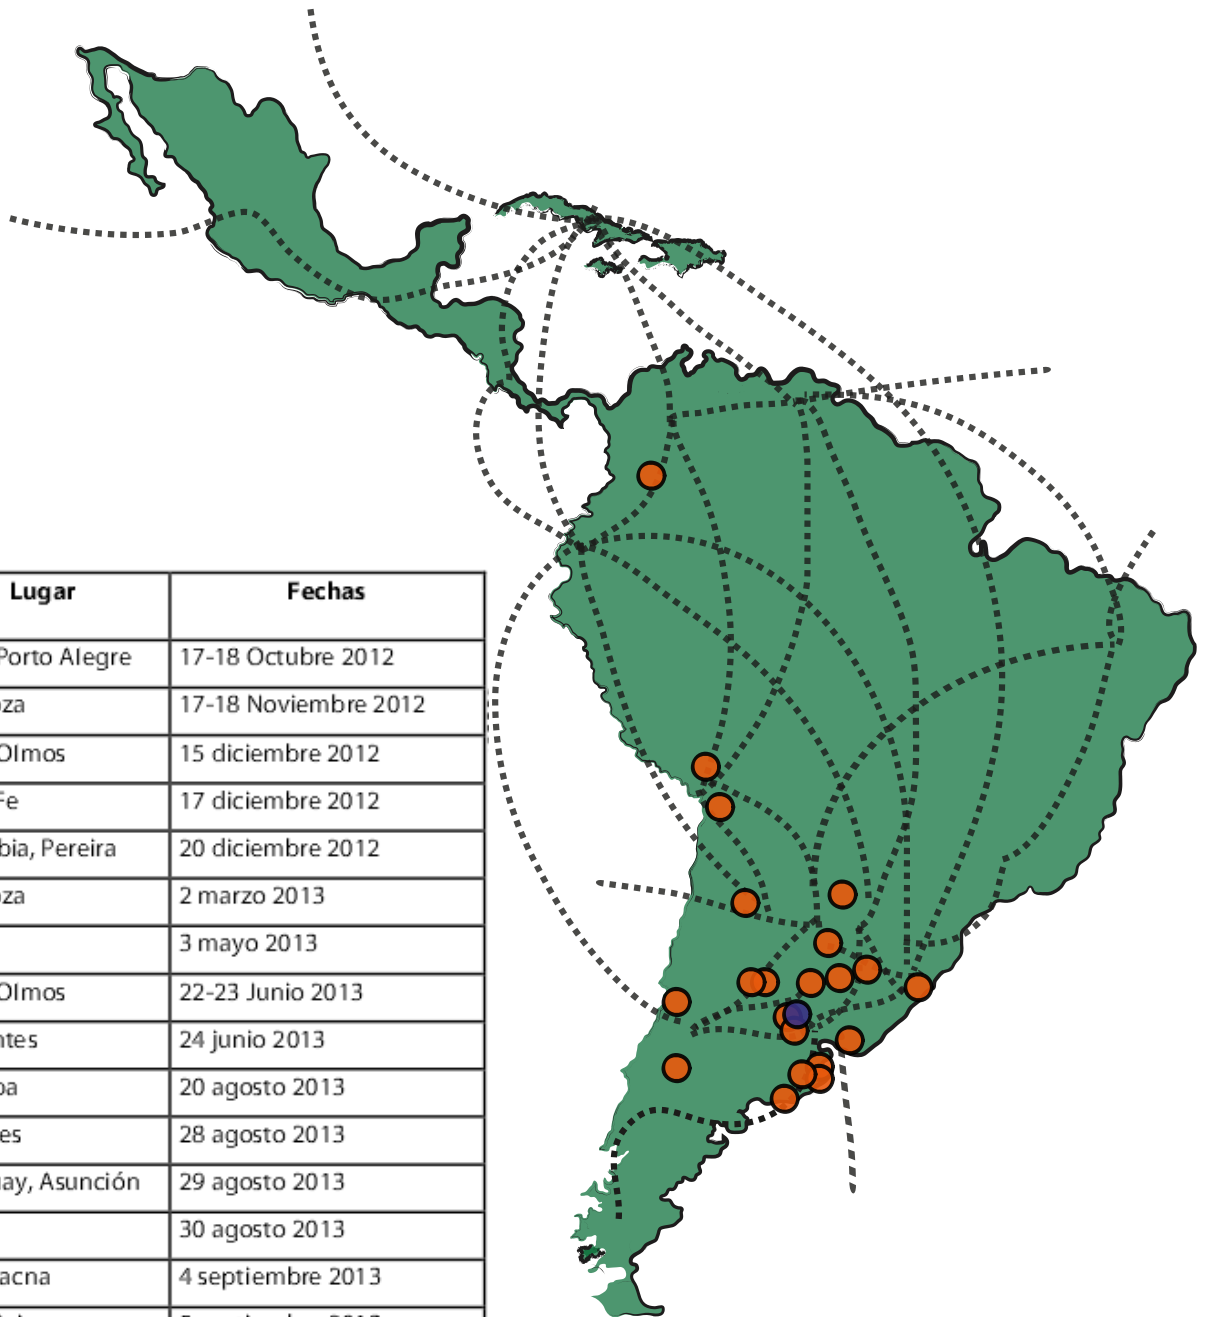 Lugar Fechas
Porto Alegre 17-18 Octubre 2012
za 17-18 Noviembre 2012
Olmos 15 diciembre 2012
Fe 17 diciembre 2012
bia, Pereira 20 diciembre 2012
za 2 marzo 2013
3 mayo 2013
Olmos 22-23 Junio 2013
ntes 24 junio 2013
ba 20 agosto 2013
es 28 agosto 2013
uay, Asunción 29 agosto 2013
30 agosto 2013
acna 4 septiembre 2013